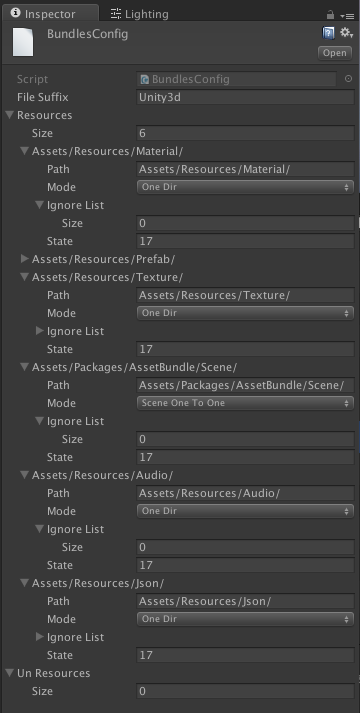 Inspector Lighting
BundlesConfig
Open
Script BundlesConfig
File Suffix Unity3d
Resources
Size 6
Assets/Resources/Material/
Path Assets/Resources/Material/
Mode One Dir
Ignore List
Size 0
State 17
Assets/Resources/Prefab/
Assets/Resources/Texture/
Path Assets/Resources/Texture/
Mode One Dir
Ignore List
State 17
Assets/Packages/AssetBundle/Scene/
Path Assets/Packages/AssetBundle/Scene/
Mode Scene One To One
Ignore List
Size 0
State 17
Assets/Resources/Audio/
Path Assets/Resources/Audio/
Mode One Dir
Ignore List
Size 0
State 17
Assets/Resources/Json/
Path Assets/Resources/Json/
Mode One Dir
Ignore List
State 17
Un Resources
Size 0